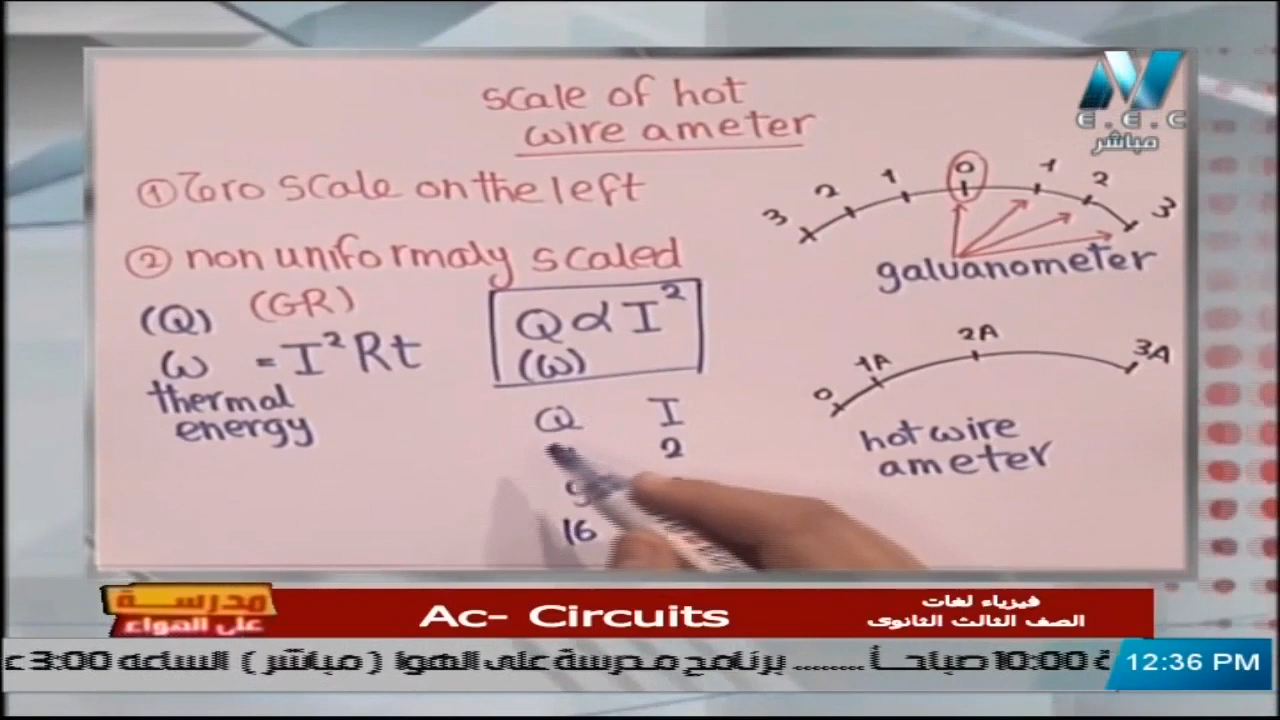 scale of hot
wire ameter
① Zero scale on the left
② non uniformaly scaled
(Q) (GR)
ω = I²Rt
thermal
energy
Q ∝ I²
(ω)
Q I
2
9
16
3 2 1 0 1 2 3
galvanometer
0 1A 2A 3A
hot wire
ameter
E.E.C
مباشر
مدرسة
على الهواء
Ac- Circuits
فيزياء لغات
الصف الثالث الثانوى
10:00 صباحـــأ ........ برنامج مدرسة على الهوا ( مباشر ) الساعه 3:00
12:36 PM